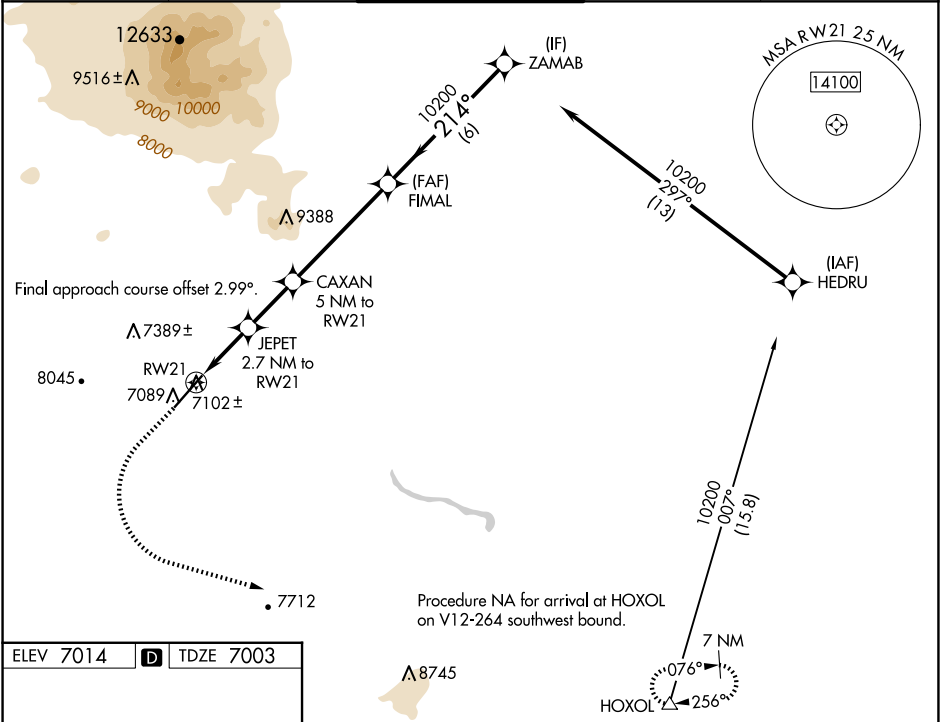 12633
9516±
9000 10000
8000
(IF)
ZAMAB
10200
214°
(6)
(FAF)
FIMAL
9388
MSA RW21 25 NM
14100
10200
297°
(13)
(IAF)
HEDRU
Final approach course offset 2.99°.
CAXAN
5 NM to
RW21
7389±
JEPET
2.7 NM to
RW21
8045
RW21
7089
7102±
7712
10200
007°
(15.8)
Procedure NA for arrival at HOXOL
on V12-264 southwest bound.
7 NM
076°
256°
HOXOL
8745
ELEV 7014 D TDZE 7003